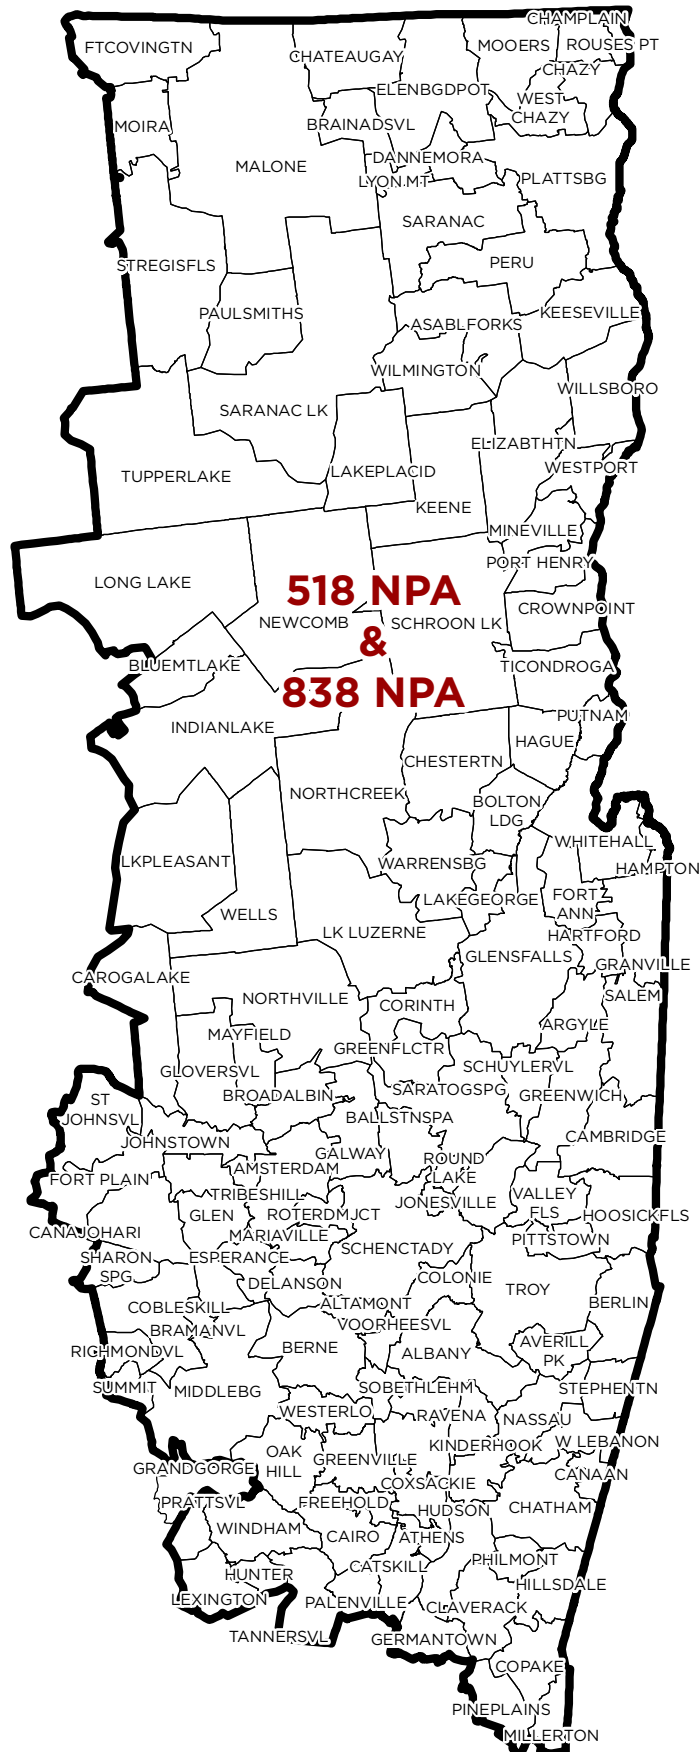 CHAMPLAIN
FTCOVINGTN
CHATEAUGAY
MOOERS
ROUSES PT
CHAZY
ELENBGDPOT
WEST
CHAZY
MOIRA
BRAINADSVL
MALONE
DANNEMORA
LYON MT
PLATTSBG
SARANAC
STREGISFLS
PERU
PAULSMITHS
ASABLFORKS
KEESEVILLE
WILMINGTON
WILLSBORO
SARANAC LK
ELIZABTHTN
TUPPERLAKE
LAKEPLACID
WESTPORT
KEENE
MINEVILLE
PORT HENRY
LONG LAKE
518 NPA
&
838 NPA
NEWCOMB
SCHROON LK
CROWNPOINT
BLUEMTLAKE
TICONDROGA
INDIANLAKE
PUTNAM
HAGUE
CHESTERTN
NORTHCREEK
BOLTON
LDG
WHITEHALL
LKPLEASANT
WARRENSBG
HAMPTON
LAKEGEORGE
FORT
ANN
WELLS
LK LUZERNE
HARTFORD
GLENSFALLS
GRANVILLE
CAROGALAKE
NORTHVILLE
CORINTH
SALEM
MAYFIELD
ARGYLE
GREENFLCTR
GLOVERSVL
SCHUYLERVL
BROADALBIN
SARATOGSPG
GREENWICH
ST
JOHNSVL
BALLSTNSPA
JOHNSTOWN
CAMBRIDGE
GALWAY
ROUND
LAKE
AMSTERDAM
FORT PLAIN
TRIBESHILL
JONESVILLE
VALLEY
FLS
GLEN
ROTERDMJCT
HOOSICKFLS
CANAJOHARI
MARIAVILLE
PITTSTOWN
SHARON
SPG
ESPERANCE
SCHENCTADY
DELANSON
COLONIE
TROY
COBLESKILL
ALTAMONT
BERLIN
BRAMANVL
VOORHEESVL
RICHMONDVL
BERNE
ALBANY
AVERILL
PK
SUMMIT
MIDDLEBG
SOBETHLEHM
STEPHENTN
WESTERLO
RAVENA
NASSAU
KINDERHOOK
W LEBANON
OAK
HILL
GREENVILLE
GRANDGORGE
COXSACKIE
CANAAN
PRATTSVL
FREEHOLD
HUDSON
CHATHAM
WINDHAM
CAIRO
ATHENS
CATSKILL
PHILMONT
HUNTER
HILLSDALE
LEXINGTON
PALENVILLE
CLAVERACK
TANNERSVL
GERMANTOWN
COPAKE
PINEPLAINS
MILLERTON